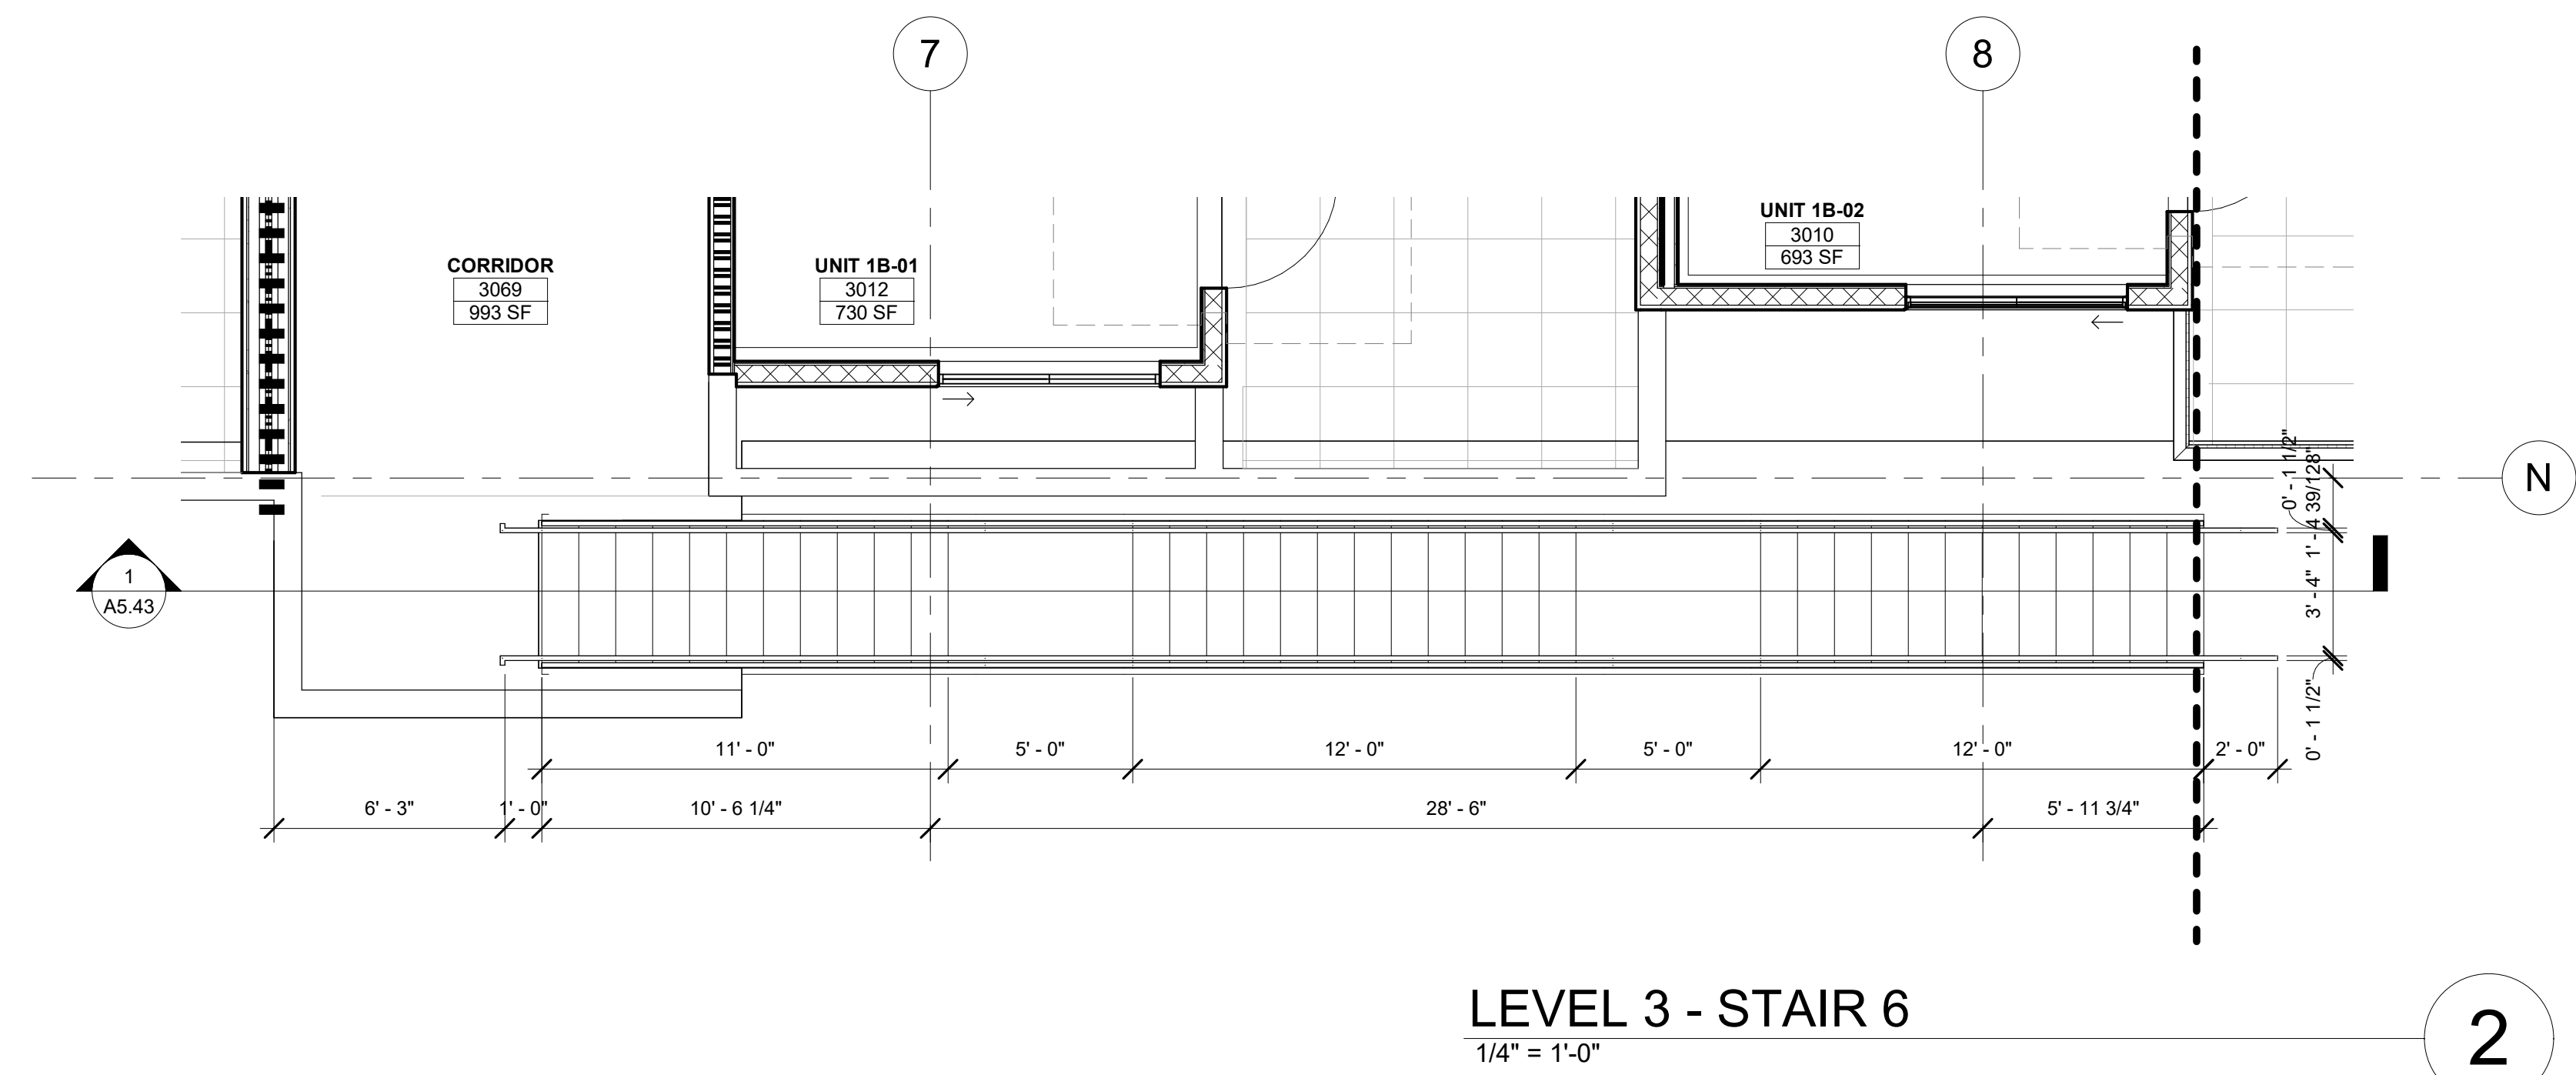 7
8
UNIT 1B-02
3010
693 SF
CORRIDOR
3069
993 SF
UNIT 1B-01
3012
730 SF
N
0' - 1 1/2"
1' - 4 39/128"
3' - 4"
0' - 1 1/2"
1
A5.43
11' - 0"
5' - 0"
12' - 0"
5' - 0"
12' - 0"
2' - 0"
6' - 3"
1' - 0"
10' - 6 1/4"
28' - 6"
5' - 11 3/4"
LEVEL 3 - STAIR 6
1/4" = 1'-0"
2